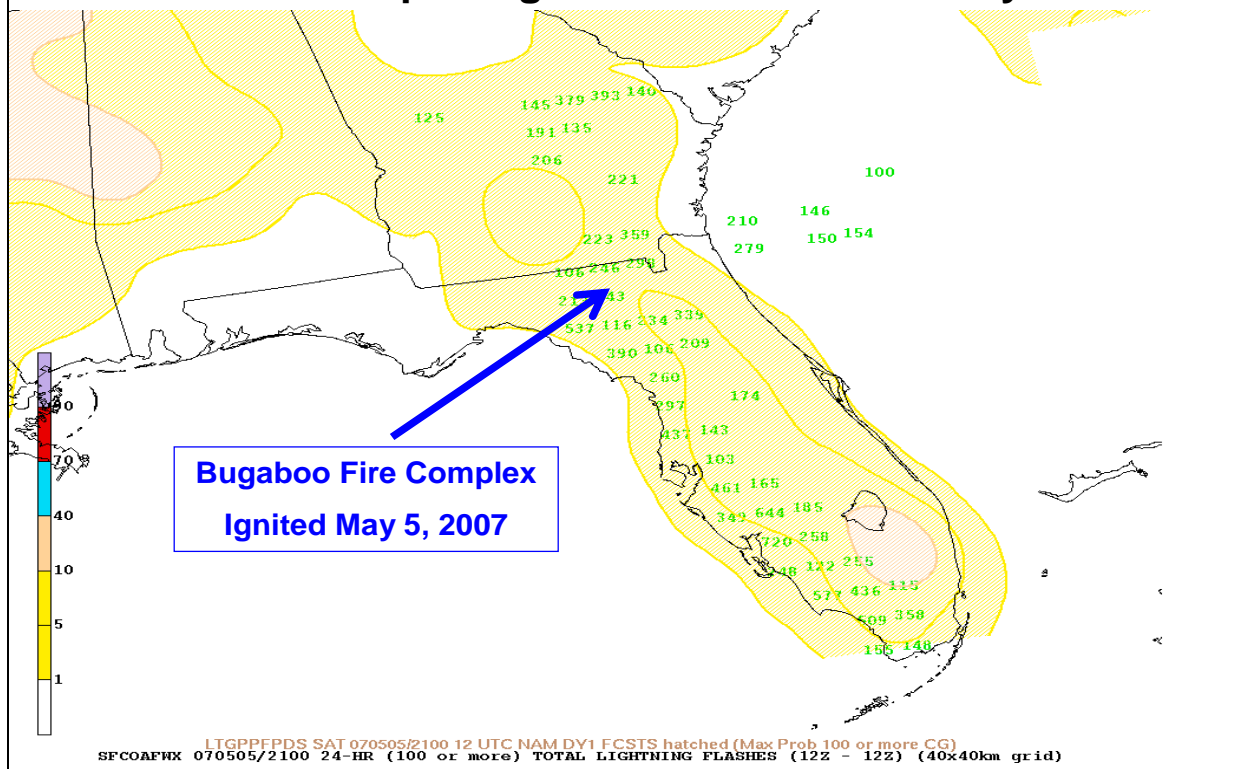 145 379 393 140
125
191 135
206
221
100
146
210
150 154
279
223 359
106 246 298
537 116 234 339
390 106 209
260
297
174
437 143
103
461 165
349 644 185
720 258
122 255
577 436 115
509 358
155 148
Bugaboo Fire Complex
Ignited May 5, 2007
90
70
40
10
5
1
LTGPPFPDS SAT 070505/2100 12 UTC NAM DY1 FCSTS hatched (Max Prob 100 or more CG)
SFCOAFWX 070505/2100 24-HR (100 or more) TOTAL LIGHTNING FLASHES (12Z - 12Z) (40x40km grid)